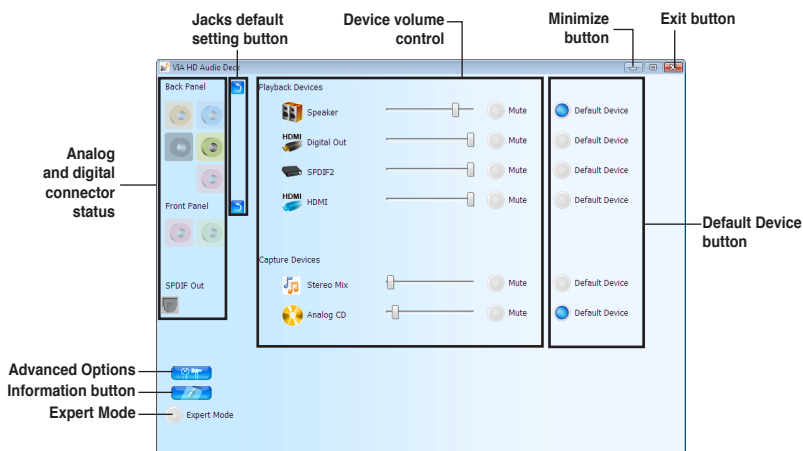 Jacks default
setting button
Device volume
control
Minimize
button
Exit button
VIA HD Audio Deck
Back Panel
Playback Devices
Speaker
Mute
Default Device
HDMI
Digital Out
Mute
Default Device
SPDIF2
Mute
Default Device
HDMI
HDMI
Mute
Default Device
Analog
and digital
connector
status
Front Panel
Default Device
button
Capture Devices
SPDIF Out
Stereo Mix
Mute
Default Device
Analog CD
Mute
Default Device
Advanced Options
Information button
Expert Mode
Expert Mode